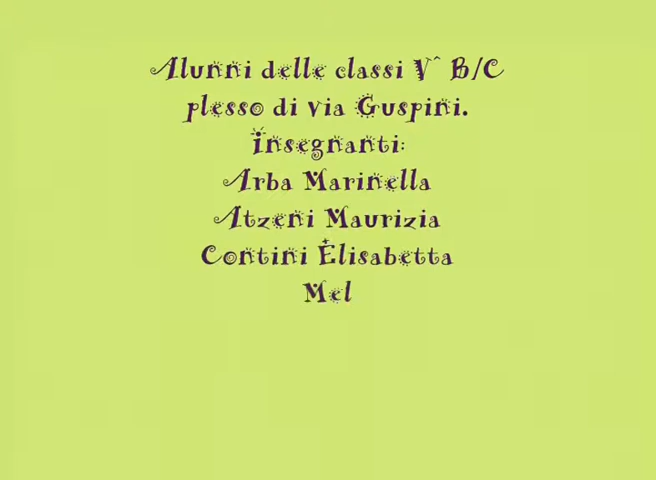 Alunni delle classi V^ B/C
plesso di via Guspini.
Insegnanti:
Arba Marinella
Atzeni Maurizia
Contini Elisabetta
Mel